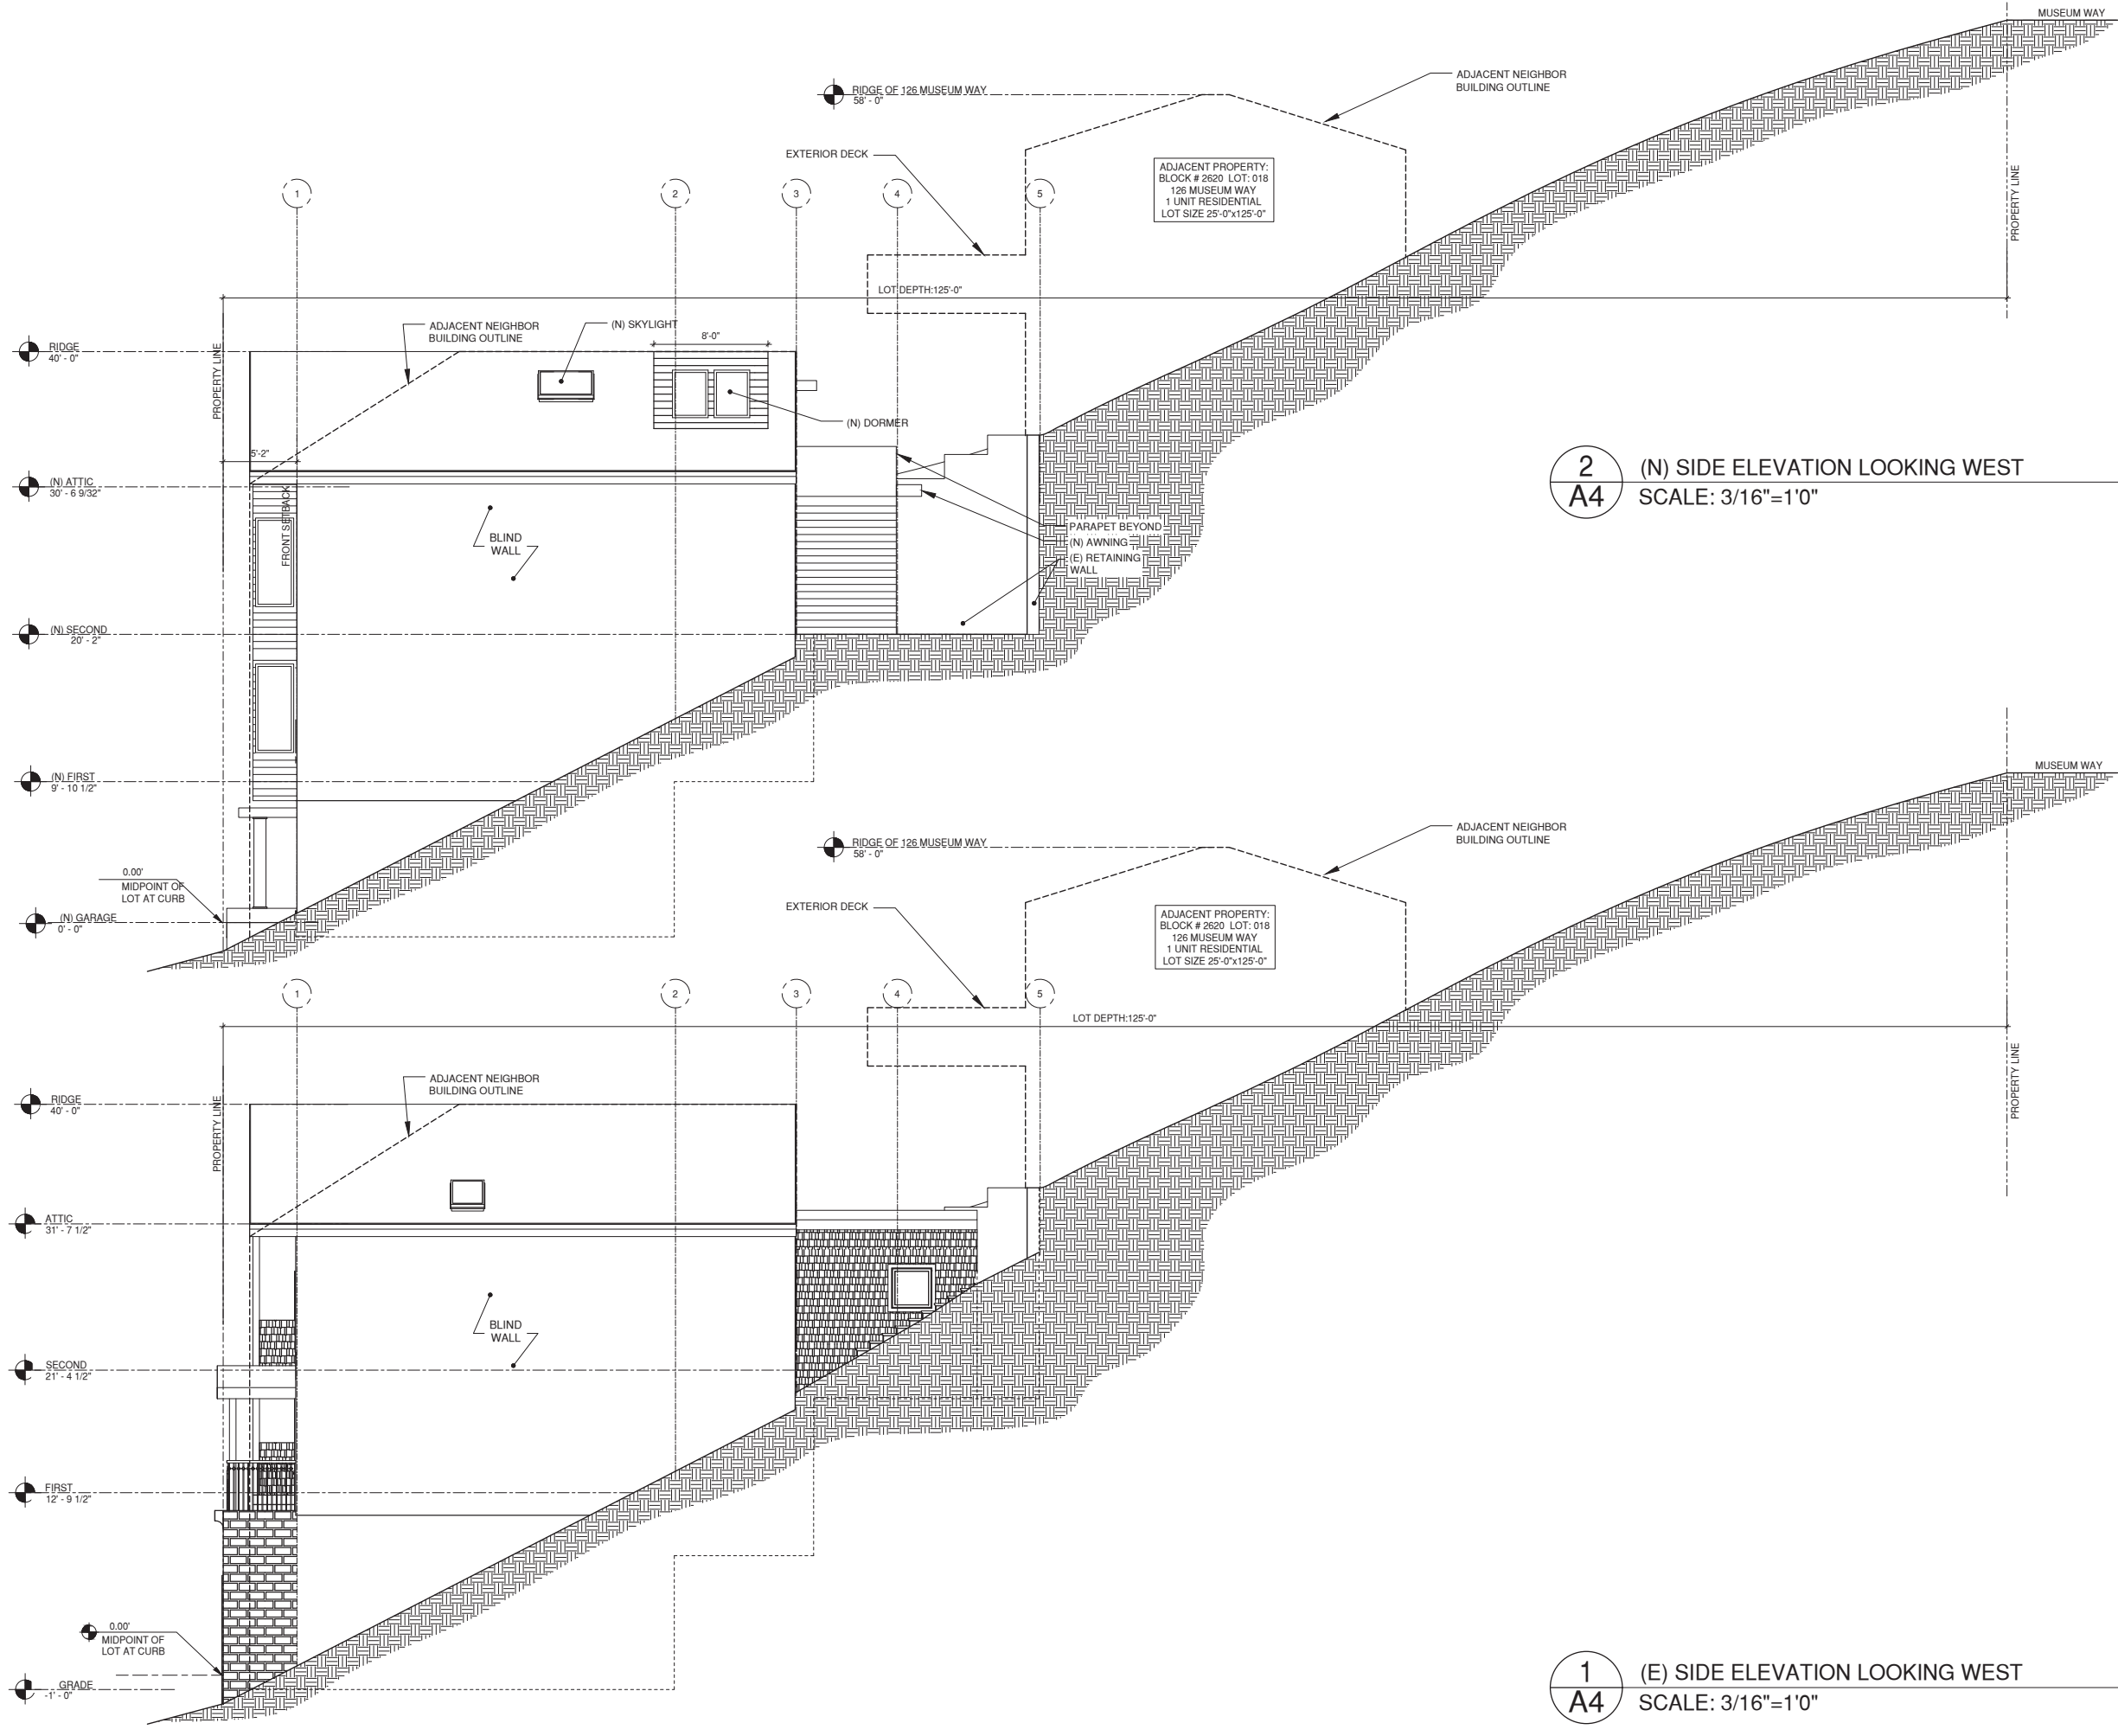 MUSEUM WAY
RIDGE OF 126 MUSEUM WAY
58' - 0"
ADJACENT NEIGHBOR
BUILDING OUTLINE
EXTERIOR DECK
ADJACENT PROPERTY:
BLOCK # 2620 LOT: 018
126 MUSEUM WAY
1 UNIT RESIDENTIAL
LOT SIZE 25'-0"x125'-0"
PROPERTY LINE
1
2
3
4
5
LOT DEPTH:125'-0"
RIDGE
40' - 0"
PROPERTY LINE
ADJACENT NEIGHBOR
BUILDING OUTLINE
(N) SKYLIGHT
8'-0"
(N) DORMER
5'-2"
(N) ATTIC
30' - 6 9/32"
FRONT SETBACK
BLIND
WALL
PARAPET BEYOND
(N) AWNING
(E) RETAINING
WALL
2
A4
(N) SIDE ELEVATION LOOKING WEST
SCALE: 3/16"=1'0"
(N) SECOND
20' - 2"
(N) FIRST
9' - 10 1/2"
0.00'
MIDPOINT OF
LOT AT CURB
(N) GARAGE
0' - 0"
MUSEUM WAY
RIDGE OF 126 MUSEUM WAY
58' - 0"
ADJACENT NEIGHBOR
BUILDING OUTLINE
EXTERIOR DECK
ADJACENT PROPERTY:
BLOCK # 2620 LOT: 018
126 MUSEUM WAY
1 UNIT RESIDENTIAL
LOT SIZE 25'-0"x125'-0"
1
2
3
4
5
LOT DEPTH:125'-0"
PROPERTY LINE
RIDGE
40' - 0"
PROPERTY LINE
ADJACENT NEIGHBOR
BUILDING OUTLINE
ATTIC
31' - 7 1/2"
BLIND
WALL
SECOND
21' - 4 1/2"
FIRST
12' - 9 1/2"
0.00'
MIDPOINT OF
LOT AT CURB
GRADE
-1' - 0"
1
A4
(E) SIDE ELEVATION LOOKING WEST
SCALE: 3/16"=1'0"